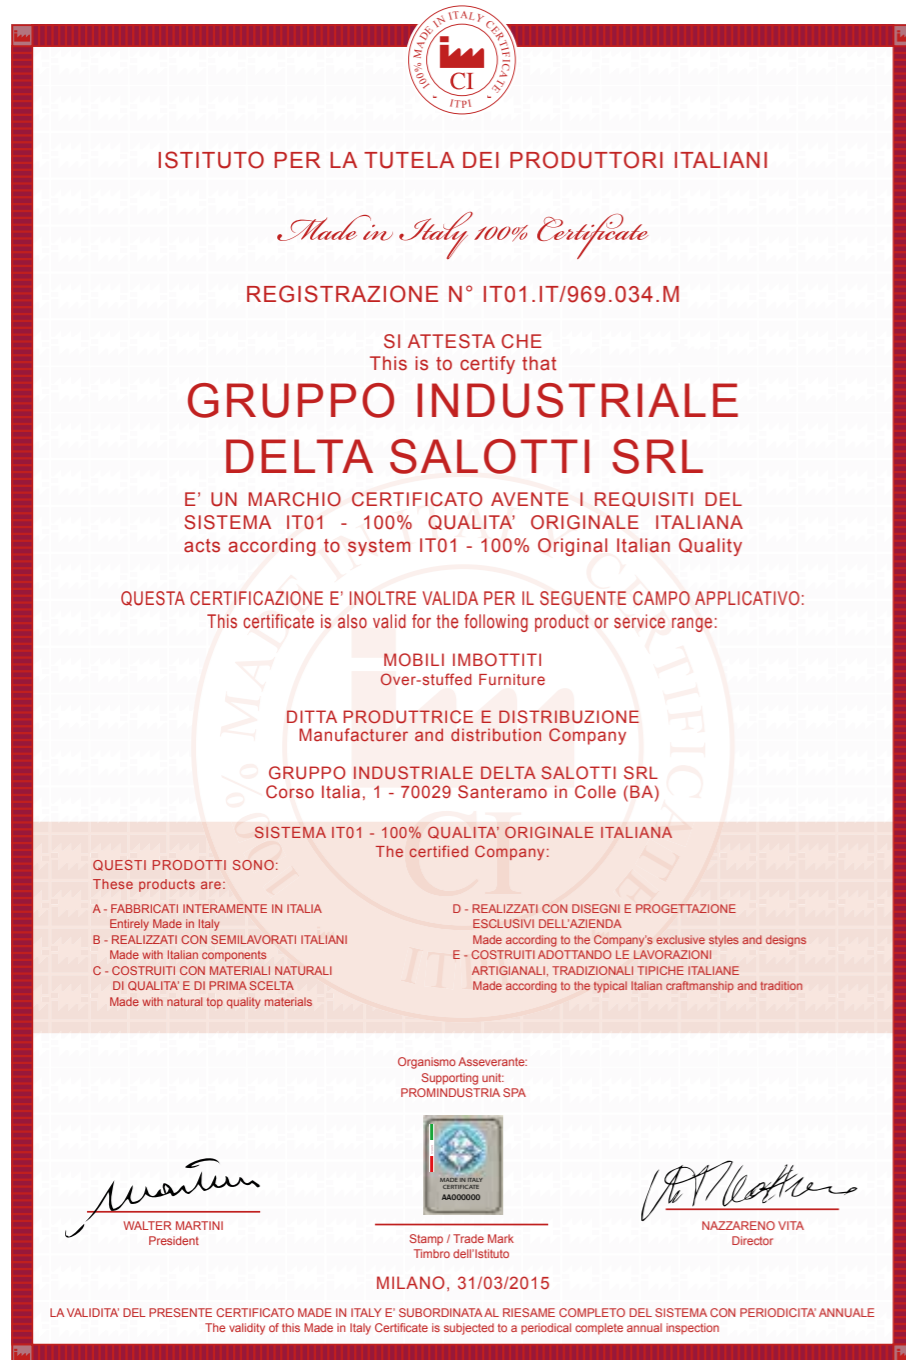 100% MADE IN ITALY CERTIFICATE
CI
ITPI
ISTITUTO PER LA TUTELA DEI PRODUTTORI ITALIANI
Made in Italy 100% Certificate
REGISTRAZIONE N° IT01.IT/969.034.M
SI ATTESTA CHE
This is to certify that
GRUPPO INDUSTRIALE
DELTA SALOTTI SRL
E' UN MARCHIO CERTIFICATO AVENTE I REQUISITI DEL
SISTEMA IT01 - 100% QUALITA' ORIGINALE ITALIANA
acts according to system IT01 - 100% Original Italian Quality
QUESTA CERTIFICAZIONE E' INOLTRE VALIDA PER IL SEGUENTE CAMPO APPLICATIVO:
This certificate is also valid for the following product or service range:
MOBILI IMBOTTITI
Over-stuffed Furniture
DITTA PRODUTTRICE E DISTRIBUZIONE
Manufacturer and distribution Company
GRUPPO INDUSTRIALE DELTA SALOTTI SRL
Corso Italia, 1 - 70029 Santeramo in Colle (BA)
100% MADE IN ITALY CERTIFICATE
CI
ITPI
SISTEMA IT01 - 100% QUALITA' ORIGINALE ITALIANA
The certified Company:
QUESTI PRODOTTI SONO:
These products are:
A - FABBRICATI INTERAMENTE IN ITALIA
Entirely Made in Italy
B - REALIZZATI CON SEMILAVORATI ITALIANI
Made with Italian components
C - COSTRUITI CON MATERIALI NATURALI
DI QUALITA' E DI PRIMA SCELTA
Made with natural top quality materials
D - REALIZZATI CON DISEGNI E PROGETTAZIONE
ESCLUSIVI DELL'AZIENDA
Made according to the Company's exclusive styles and designs
E - COSTRUITI ADOTTANDO LE LAVORAZIONI
ARTIGIANALI, TRADIZIONALI TIPICHE ITALIANE
Made according to the typical Italian craftmanship and tradition
Organismo Asseverante:
Supporting unit:
PROMINDUSTRIA SPA
MADE IN ITALY
CERTIFICATE
AA000000
WALTER MARTINI
President
Stamp / Trade Mark
Timbro dell'Istituto
NAZZARENO VITA
Director
MILANO, 31/03/2015
LA VALIDITA' DEL PRESENTE CERTIFICATO MADE IN ITALY E' SUBORDINATA AL RIESAME COMPLETO DEL SISTEMA CON PERIODICITA' ANNUALE
The validity of this Made in Italy Certificate is subjected to a periodical complete annual inspection